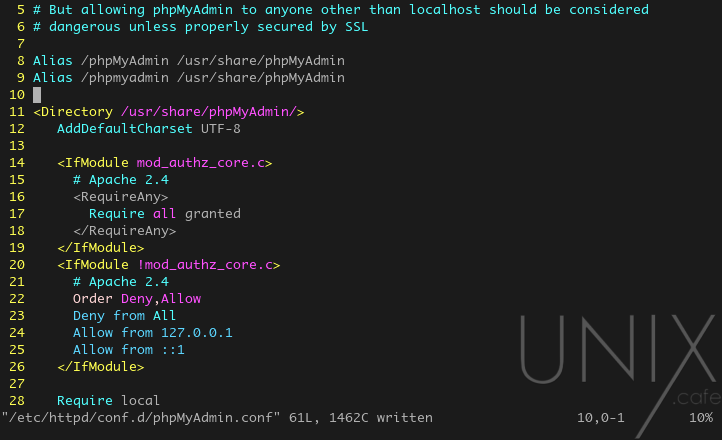 5 # But allowing phpMyAdmin to anyone other than localhost should be considered
6 # dangerous unless properly secured by SSL
7
8 Alias /phpMyAdmin /usr/share/phpMyAdmin
9 Alias /phpmyadmin /usr/share/phpMyAdmin
10
11 <Directory /usr/share/phpMyAdmin/>
12    AddDefaultCharset UTF-8
13
14    <IfModule mod_authz_core.c>
15      # Apache 2.4
16      <RequireAny>
17        Require all granted
18      </RequireAny>
19    </IfModule>
20    <IfModule !mod_authz_core.c>
21      # Apache 2.4
22      Order Deny,Allow
23      Deny from All
24      Allow from 127.0.0.1
25      Allow from ::1
26    </IfModule>
27
28    Require local
"/etc/httpd/conf.d/phpMyAdmin.conf" 61L, 1462C written 10,0-1 10%
UNIX
.cafe